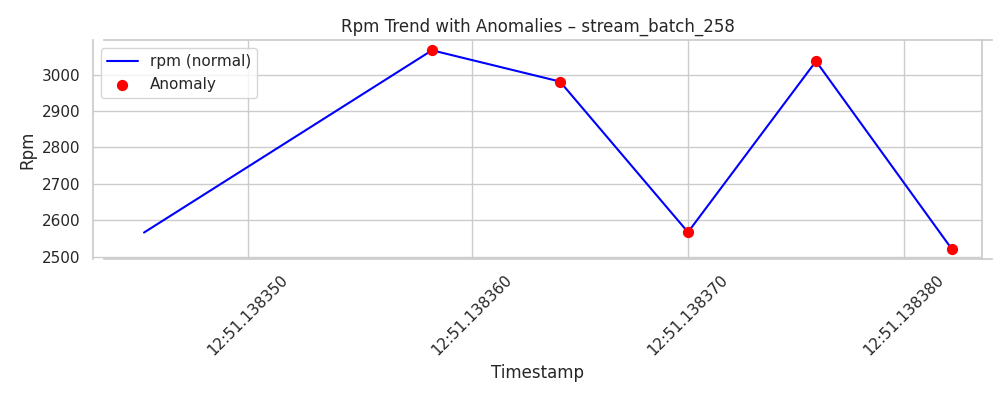 Rpm Trend with Anomalies – stream_batch_258
rpm (normal)
Anomaly
Rpm
3000
2900
2800
2700
2600
2500
12:51.138350
12:51.138360
12:51.138370
12:51.138380
Timestamp